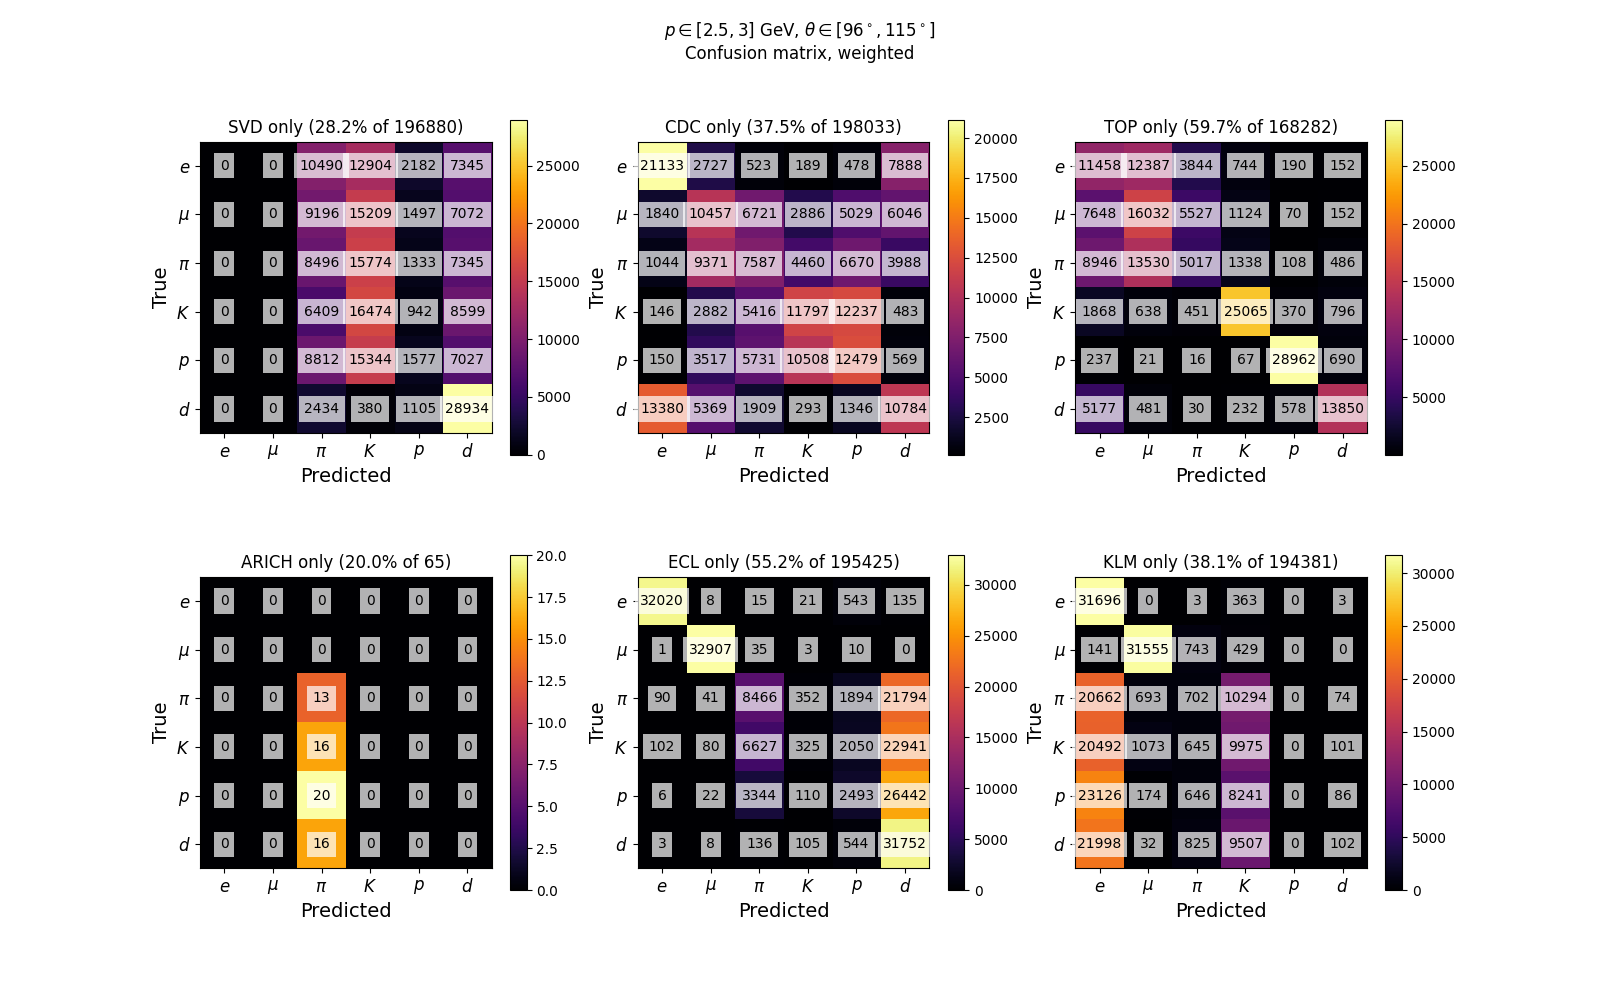 p ∈ [2.5, 3] GeV, θ ∈ [96°, 115°]
Confusion matrix, weighted
SVD only (28.2% of 196880)
True
e 0 0 10490 12904 2182 7345
μ 0 0 9196 15209 1497 7072
π 0 0 8496 15774 1333 7345
K 0 0 6409 16474 942 8599
p 0 0 8812 15344 1577 7027
d 0 0 2434 380 1105 28934
e μ π K p d
Predicted
25000
20000
15000
10000
5000
0
CDC only (37.5% of 198033)
True
e 21133 2727 523 189 478 7888
μ 1840 10457 6721 2886 5029 6046
π 1044 9371 7587 4460 6670 3988
K 146 2882 5416 11797 12237 483
p 150 3517 5731 10508 12479 569
d 13380 5369 1909 293 1346 10784
e μ π K p d
Predicted
20000
17500
15000
12500
10000
7500
5000
2500
TOP only (59.7% of 168282)
True
e 11458 12387 3844 744 190 152
μ 7648 16032 5527 1124 70 152
π 8946 13530 5017 1338 108 486
K 1868 638 451 25065 370 796
p 237 21 16 67 28962 690
d 5177 481 30 232 578 13850
e μ π K p d
Predicted
25000
20000
15000
10000
5000
ARICH only (20.0% of 65)
True
e 0 0 0 0 0 0
μ 0 0 0 0 0 0
π 0 0 13 0 0 0
K 0 0 16 0 0 0
p 0 0 20 0 0 0
d 0 0 16 0 0 0
e μ π K p d
Predicted
20.0
17.5
15.0
12.5
10.0
7.5
5.0
2.5
0.0
ECL only (55.2% of 195425)
True
e 32020 8 15 21 543 135
μ 1 32907 35 3 10 0
π 90 41 8466 352 1894 21794
K 102 80 6627 325 2050 22941
p 6 22 3344 110 2493 26442
d 3 8 136 105 544 31752
e μ π K p d
Predicted
30000
25000
20000
15000
10000
5000
0
KLM only (38.1% of 194381)
True
e 31696 0 3 363 0 3
μ 141 31555 743 429 0 0
π 20662 693 702 10294 0 74
K 20492 1073 645 9975 0 101
p 23126 174 646 8241 0 86
d 21998 32 825 9507 0 102
e μ π K p d
Predicted
30000
25000
20000
15000
10000
5000
0